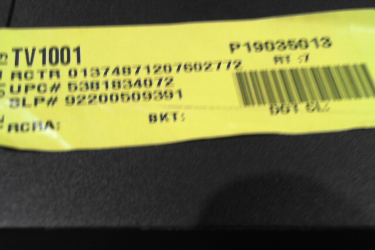 TV1001
P19035013
RCTR 01374871207602772
RT :7
UPC# 5381834072
SLP# 92200509391
RCRA:
BKT: